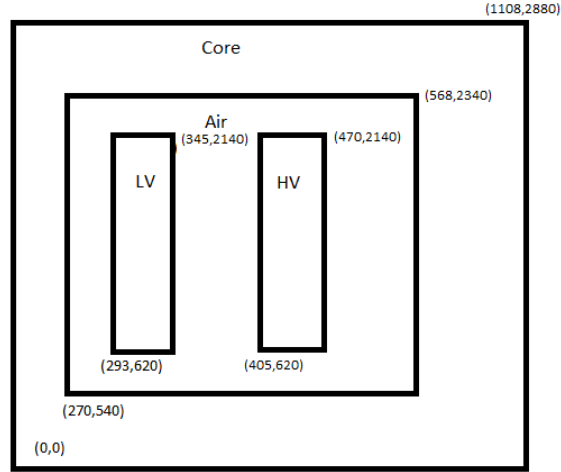 (1108,2880)
Core
(568,2340)
Air
(345,2140)
(470,2140)
LV
HV
(293,620)
(405,620)
(270,540)
(0,0)